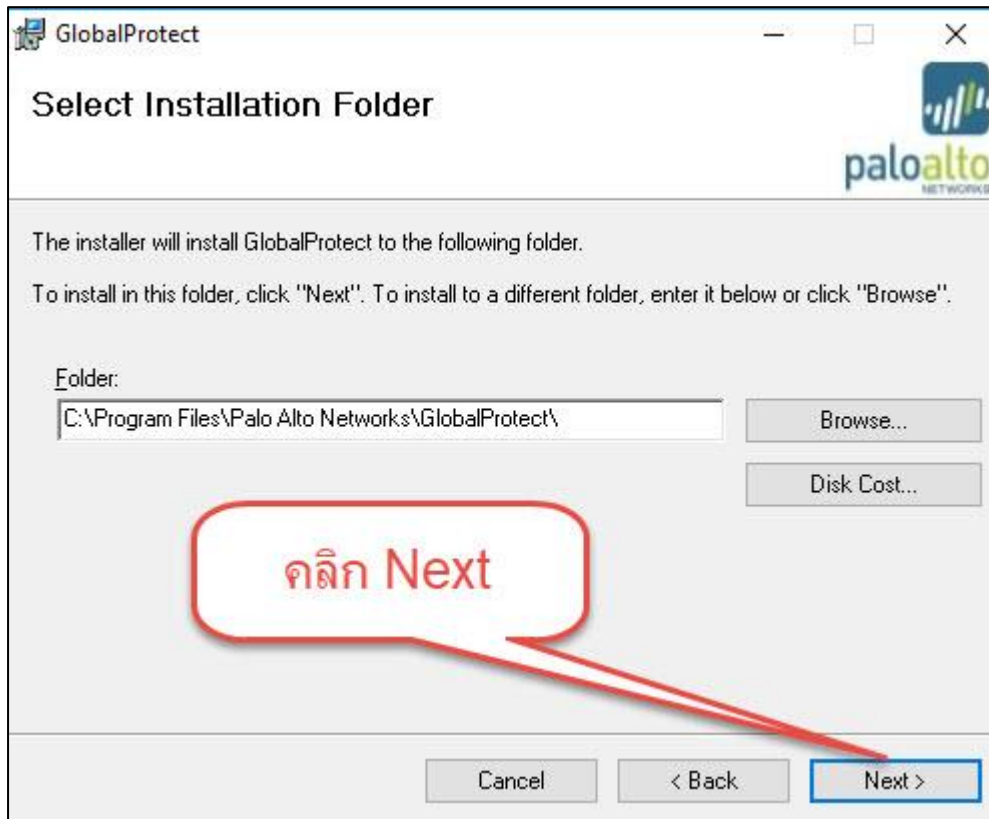 GlobalProtect
Select Installation Folder
paloalto
NETWORKS
The installer will install GlobalProtect to the following folder.
To install in this folder, click "Next". To install to a different folder, enter it below or click "Browse".
Folder:
C:\Program Files\Palo Alto Networks\GlobalProtect\
Browse...
Disk Cost...
คลิก Next
Cancel
< Back
Next >